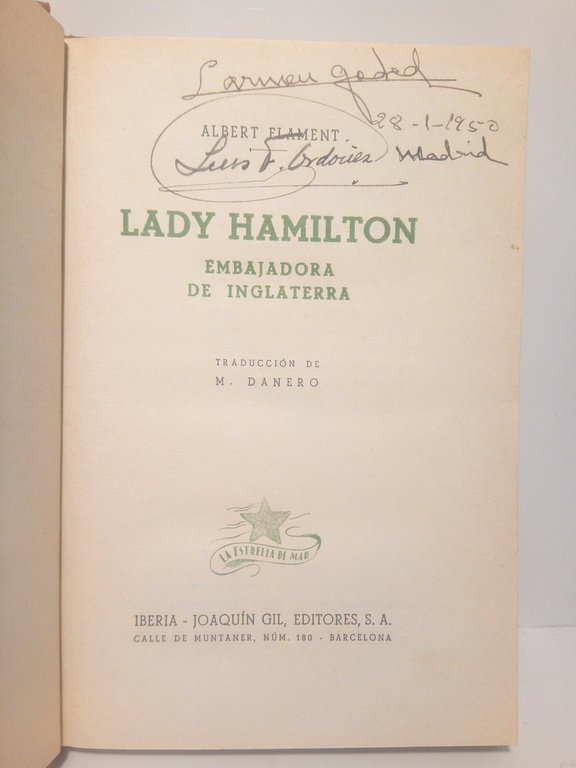 Carmen Goded
ALBERT FLAMENT
28-1-1950
Luis F. Ordóñez Madrid
LADY HAMILTON
EMBAJADORA
DE INGLATERRA
TRADUCCIÓN DE
M. DANERO
LA ESTRELLA DE MAR
IBERIA - JOAQUÍN GIL, EDITORES, S. A.
CALLE DE MUNTANER, NÚM. 180 - BARCELONA